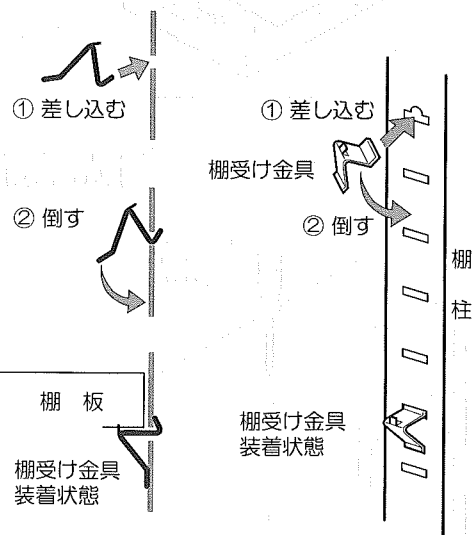 ① 差し込む
② 倒す
棚 板
棚受け金具
装着状態
① 差し込む
棚受け金具
② 倒す
棚
柱
棚受け金具
装着状態